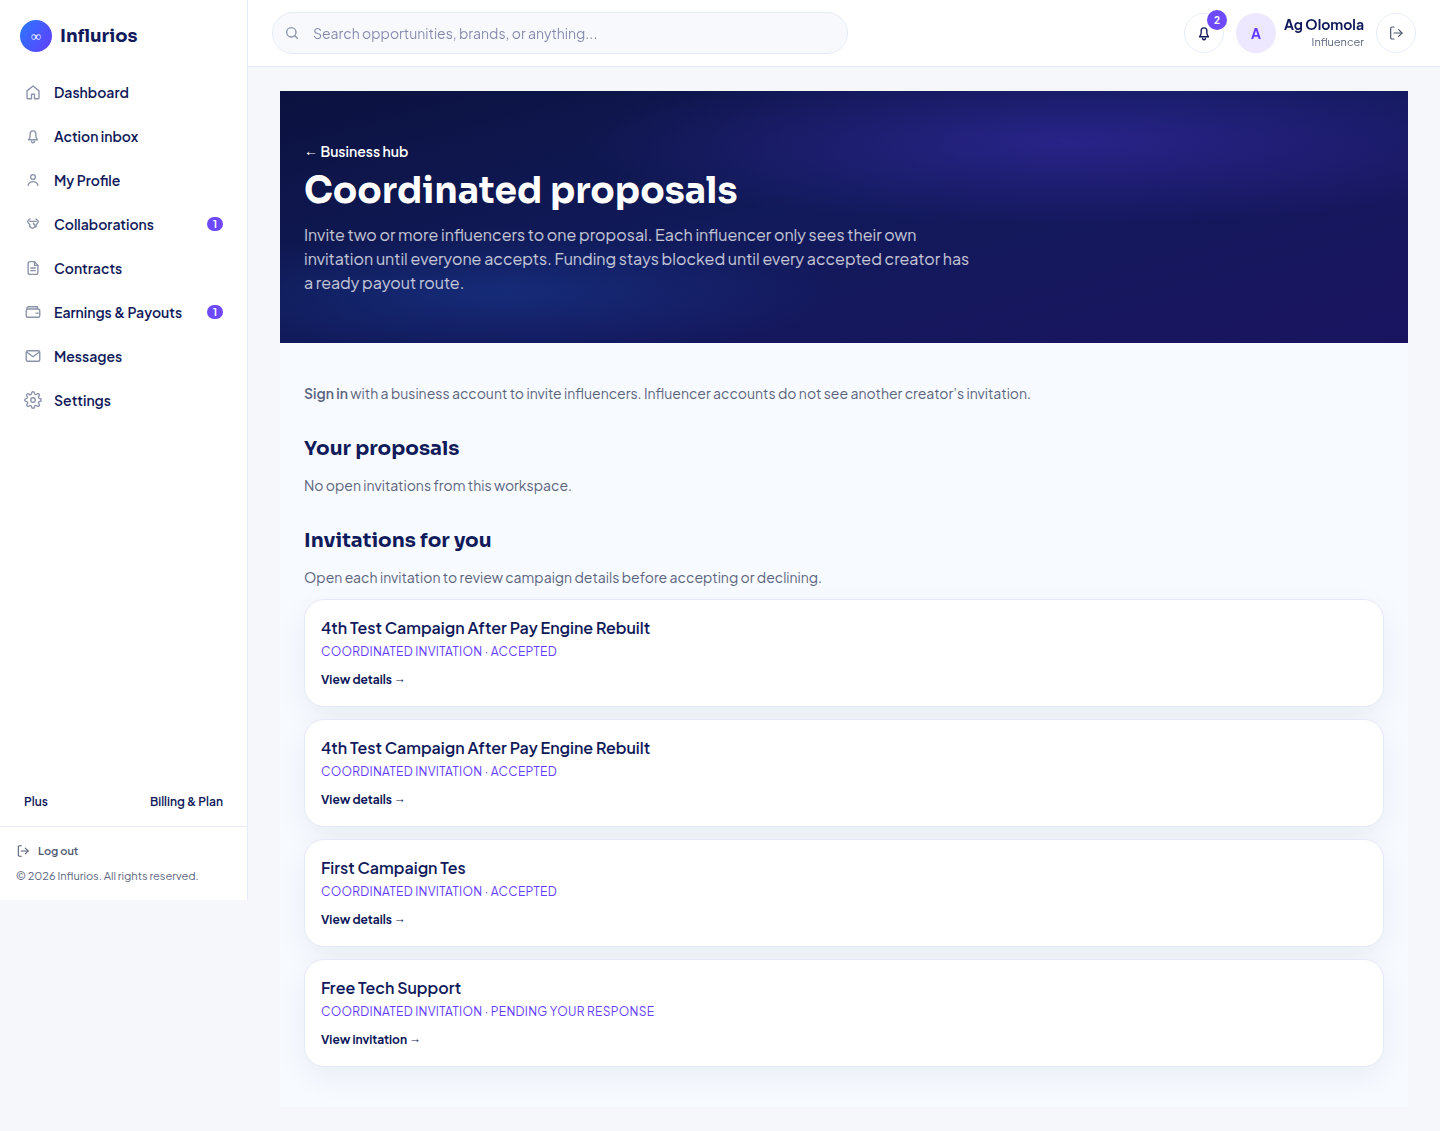 Influrios
Dashboard
Action inbox
My Profile
Collaborations 1
Contracts
Earnings & Payouts 1
Messages
Settings
Plus Billing & Plan
Log out
© 2026 Influrios. All rights reserved.
Search opportunities, brands, or anything...
2
A
Ag Olomola
Influencer
← Business hub
Coordinated proposals
Invite two or more influencers to one proposal. Each influencer only sees their own
invitation until everyone accepts. Funding stays blocked until every accepted creator has
a ready payout route.
Sign in with a business account to invite influencers. Influencer accounts do not see another creator's invitation.
Your proposals
No open invitations from this workspace.
Invitations for you
Open each invitation to review campaign details before accepting or declining.
4th Test Campaign After Pay Engine Rebuilt
COORDINATED INVITATION · ACCEPTED
View details →
4th Test Campaign After Pay Engine Rebuilt
COORDINATED INVITATION · ACCEPTED
View details →
First Campaign Tes
COORDINATED INVITATION · ACCEPTED
View details →
Free Tech Support
COORDINATED INVITATION · PENDING YOUR RESPONSE
View invitation →